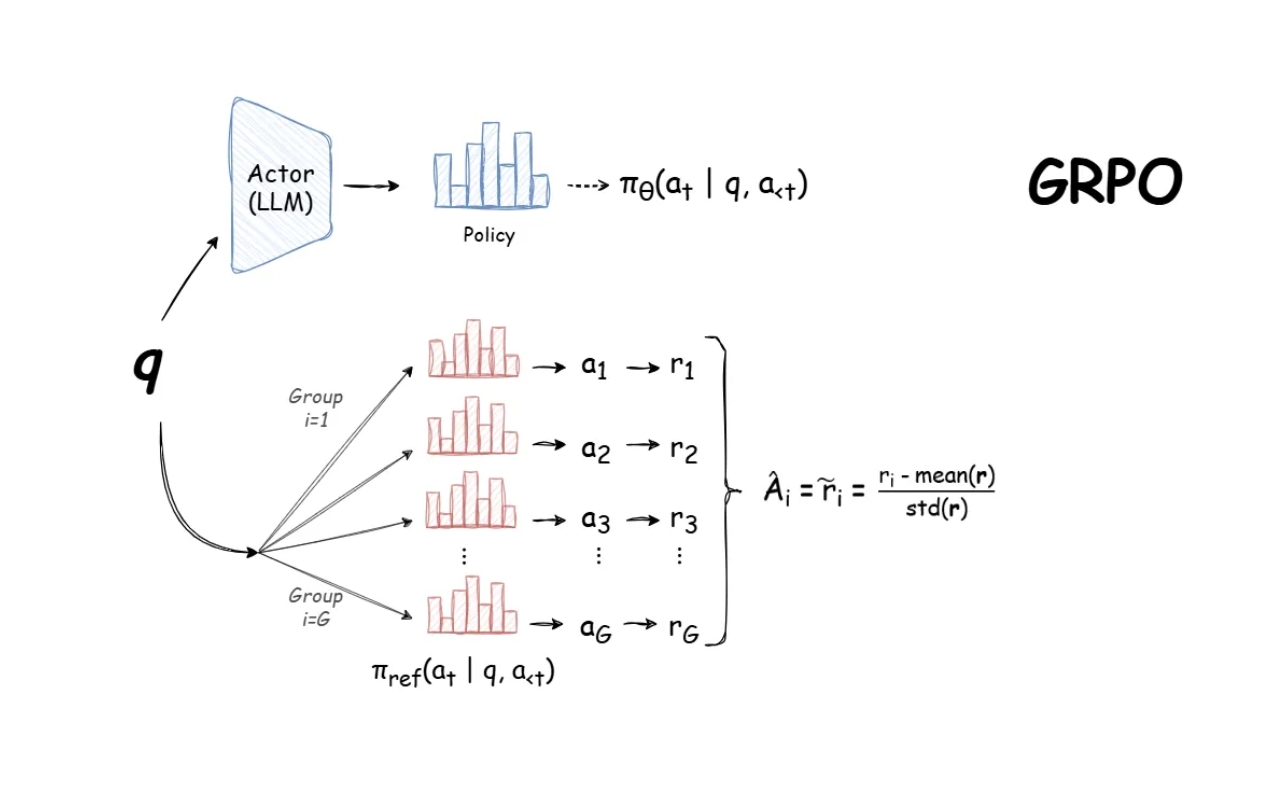 GRPO
Actor
(LLM)
Policy
πθ(at | q, a<t)
q
Group
i=1
a1
r1
a2
r2
a3
r3
⋮ ⋮ ⋮
Group
i=G
aG
rG
Âi = r̃i = ri - mean(r)
std(r)
πref(at | q, a<t)